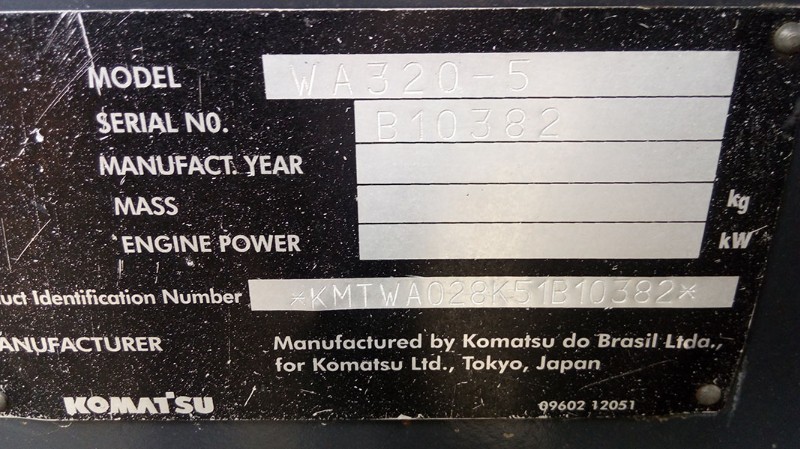 MODEL WA320-5
SERIAL NO. B10382
MANUFACT. YEAR
MASS kg
ENGINE POWER kW
uct Identification Number *KMTWA028K51B10382*
ANUFACTURER Manufactured by Komatsu do Brasil Ltda.,
for Komatsu Ltd., Tokyo, Japan
KOMATSU 09602 12051